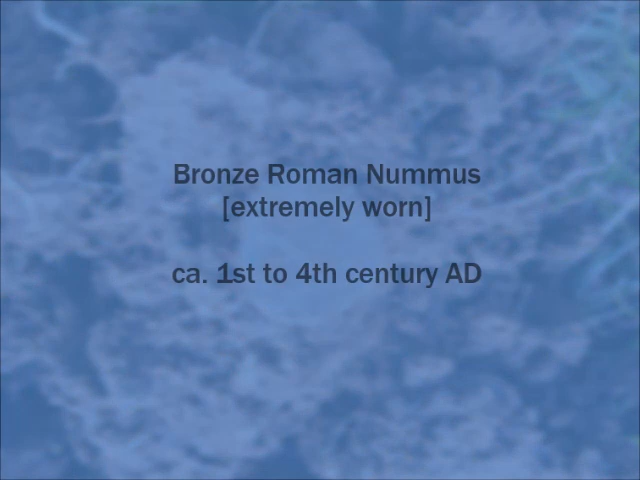 Bronze Roman Nummus
[extremely worn]
ca. 1st to 4th century AD